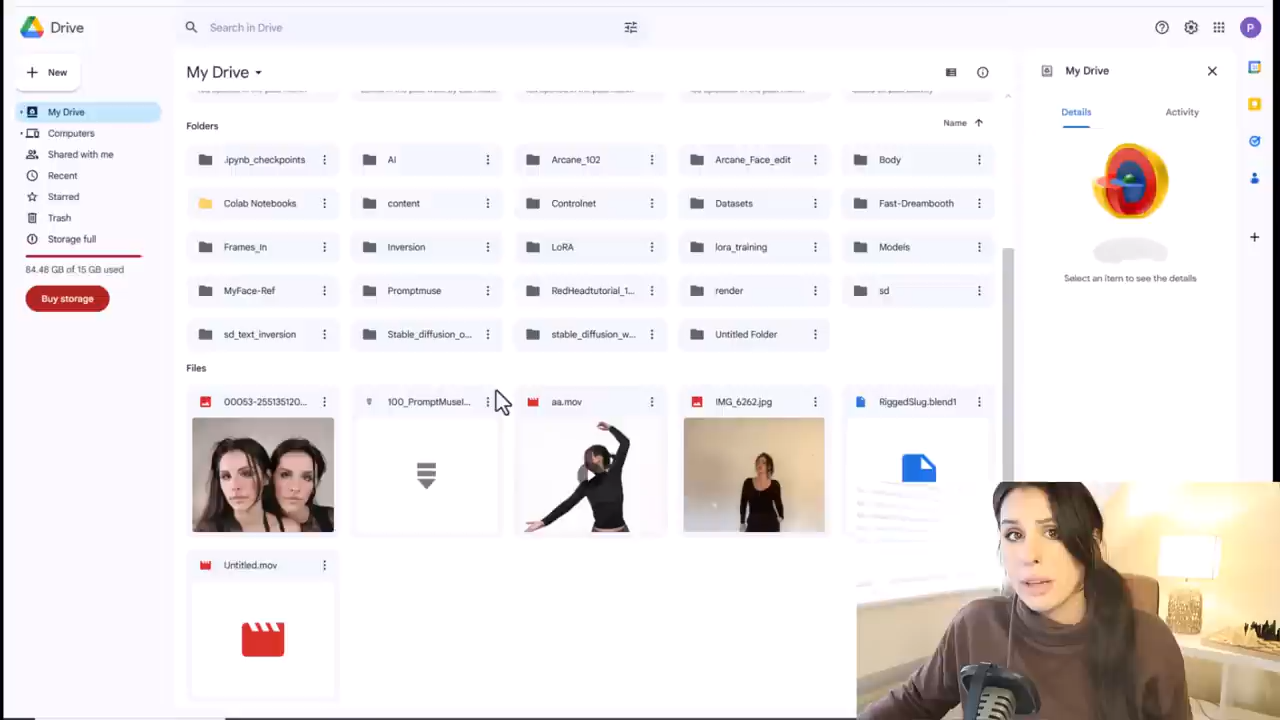 Drive
Search in Drive
P
New
My Drive
Computers
Shared with me
Recent
Starred
Trash
Storage full
84.48 GB of 15 GB used
Buy storage
My Drive
Folders
Name
.ipynb_checkpoints
AI
Arcane_102
Arcane_Face_edit
Body
Colab Notebooks
content
Controlnet
Datasets
Fast-Dreambooth
Frames_In
Inversion
LoRA
lora_training
Models
MyFace-Ref
Promptmuse
RedHeadtutorial_1...
render
sd
sd_text_inversion
Stable_diffusion_o...
stable_diffusion_w...
Untitled Folder
Files
00053-255135120...
100_PromptMuseI...
aa.mov
IMG_6262.jpg
RiggedSlug.blend1
Untitled.mov
My Drive
Details
Activity
Select an item to see the details